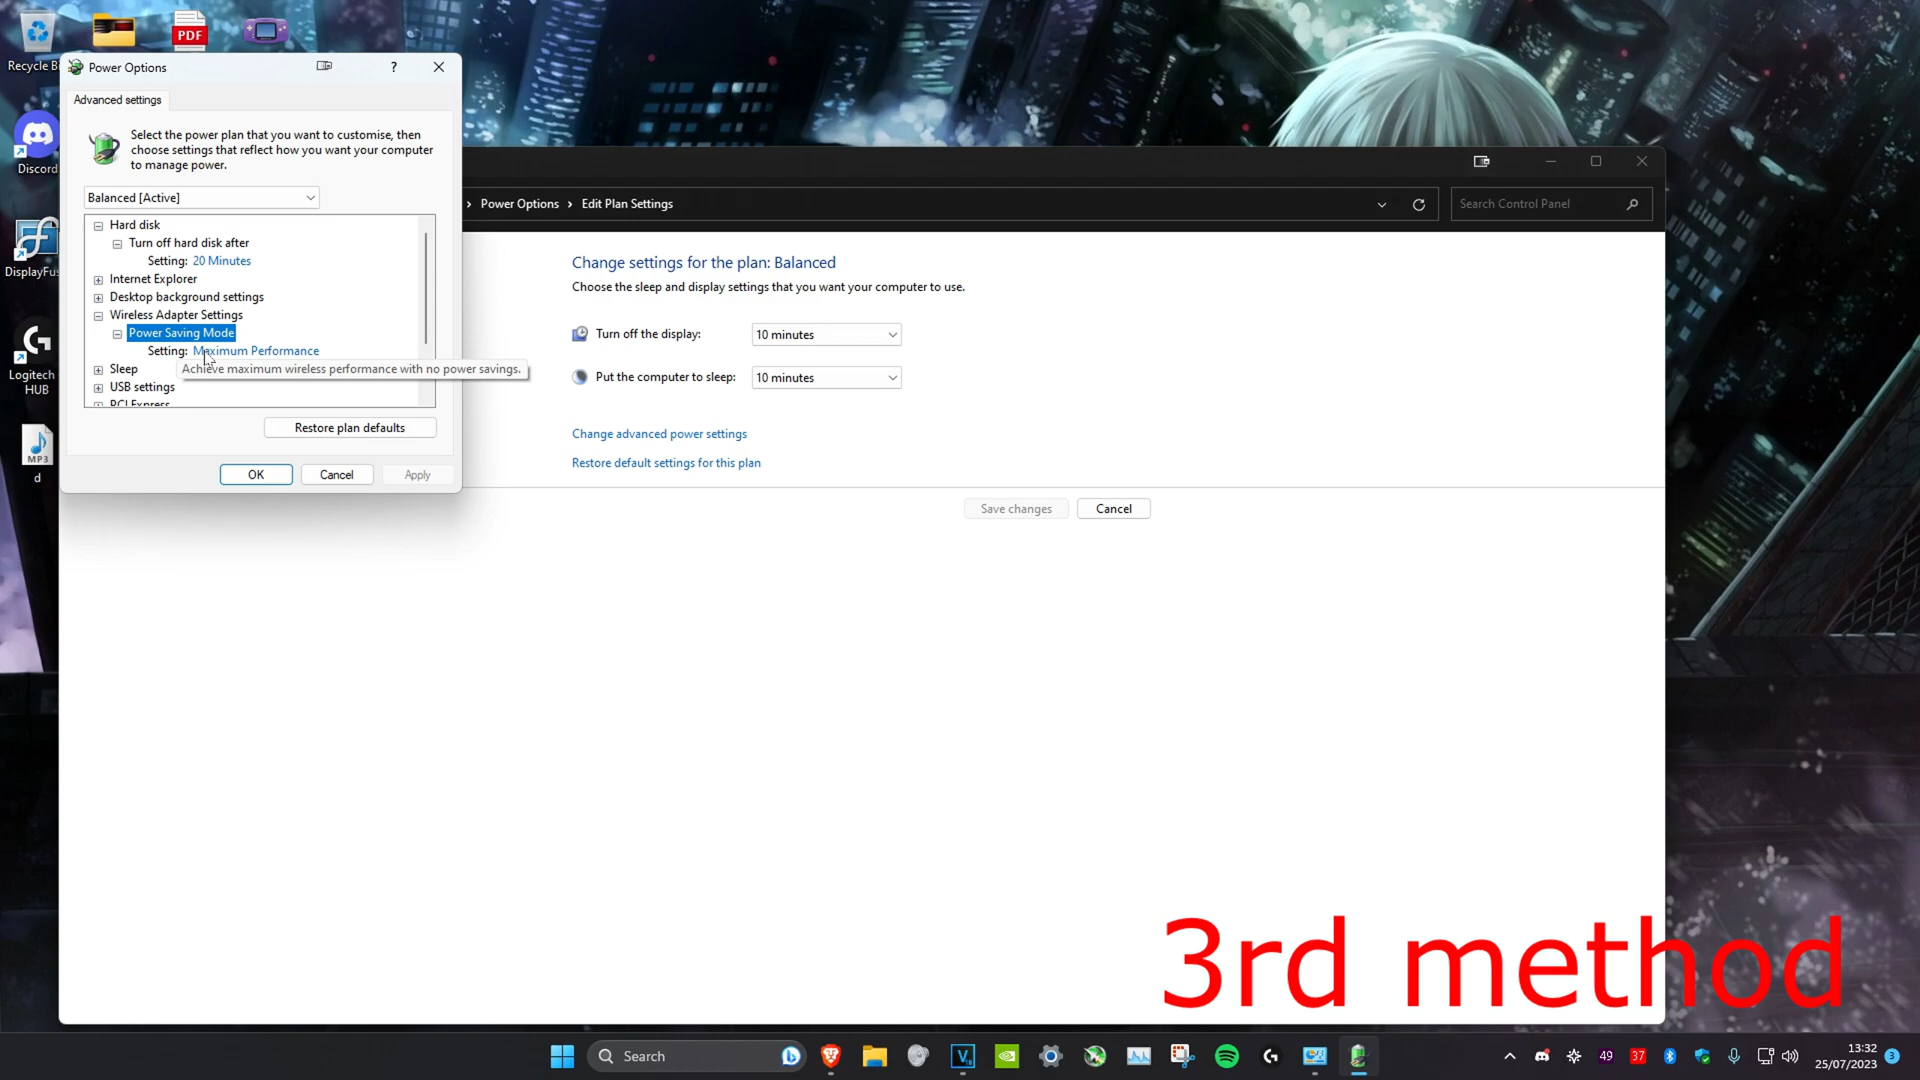 Recycle Bi
PDF
Discord
DisplayFus
Logitech
HUB
MP3
d
Power Options
?
Advanced settings
Select the power plan that you want to customise, then
choose settings that reflect how you want your computer
to manage power.
Balanced [Active]
Hard disk
Turn off hard disk after
Setting: 20 Minutes
Internet Explorer
Desktop background settings
Wireless Adapter Settings
Power Saving Mode
Setting: Maximum Performance
Sleep
Achieve maximum wireless performance with no power savings.
USB settings
PCI Express
Restore plan defaults
OK
Cancel
Apply
› Power Options › Edit Plan Settings
Search Control Panel
Change settings for the plan: Balanced
Choose the sleep and display settings that you want your computer to use.
Turn off the display: 10 minutes
Put the computer to sleep: 10 minutes
Change advanced power settings
Restore default settings for this plan
Save changes
Cancel
3rd method
Search
49
37
13:32
25/07/2023
3